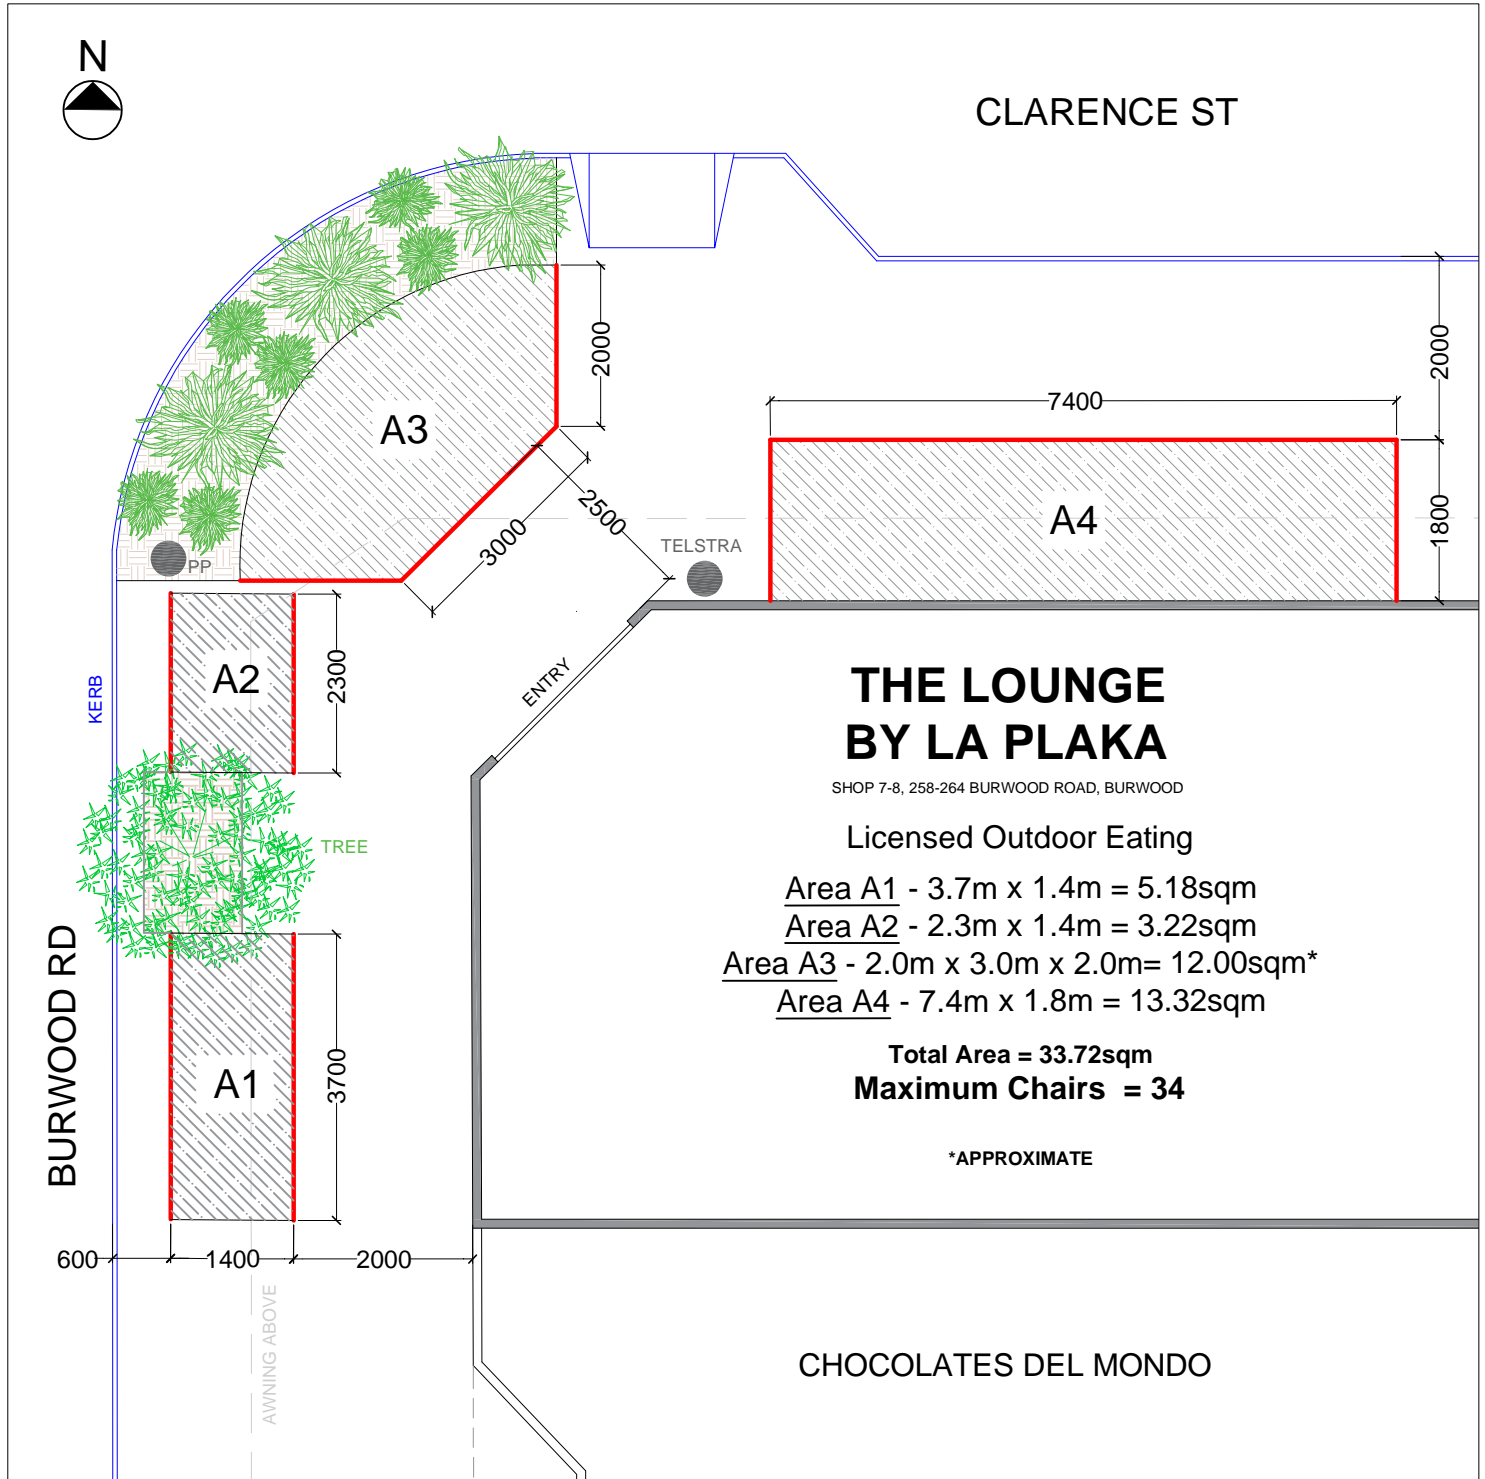 N
CLARENCE ST
2000
2000
7400
A3
2500
3000
A4
1800
TELSTRA
PP
A2
2300
KERB
ENTRY
THE LOUNGE
BY LA PLAKA
SHOP 7-8, 258-264 BURWOOD ROAD, BURWOOD
TREE
Licensed Outdoor Eating
Area A1 - 3.7m x 1.4m = 5.18sqm
Area A2 - 2.3m x 1.4m = 3.22sqm
Area A3 - 2.0m x 3.0m x 2.0m= 12.00sqm*
Area A4 - 7.4m x 1.8m = 13.32sqm
Total Area = 33.72sqm
Maximum Chairs = 34
*APPROXIMATE
BURWOOD RD
A1
3700
600
1400
2000
AWNING ABOVE
CHOCOLATES DEL MONDO